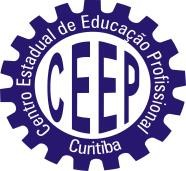 Centro Estadual de Educação Profissional
CEEP
Curitiba